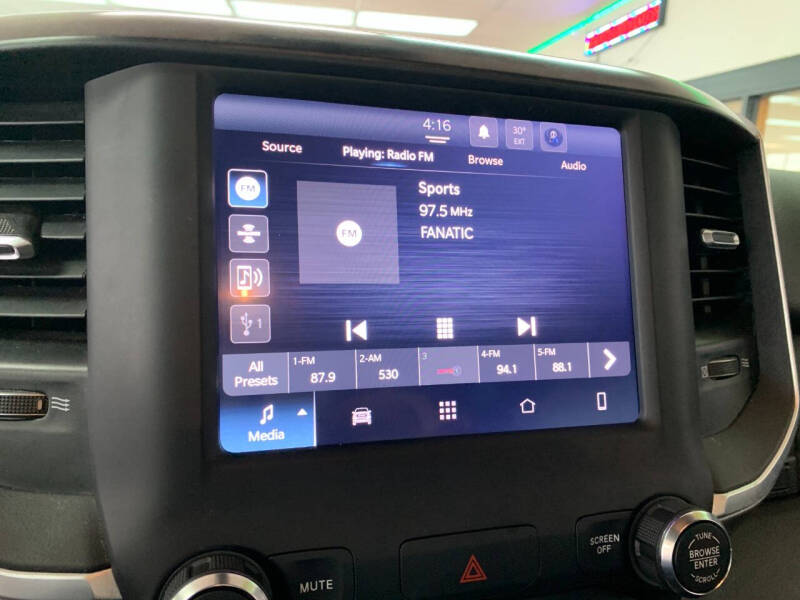 4:16
30°
EXT
Source
Playing: Radio FM
Browse
Audio
FM
Sports
97.5 MHz
FM
FANATIC
1
All
Presets
1-FM
87.9
2-AM
530
3
4-FM
94.1
5-FM
88.1
Media
MUTE
SCREEN
OFF
TUNE
BROWSE
ENTER
SCROLL